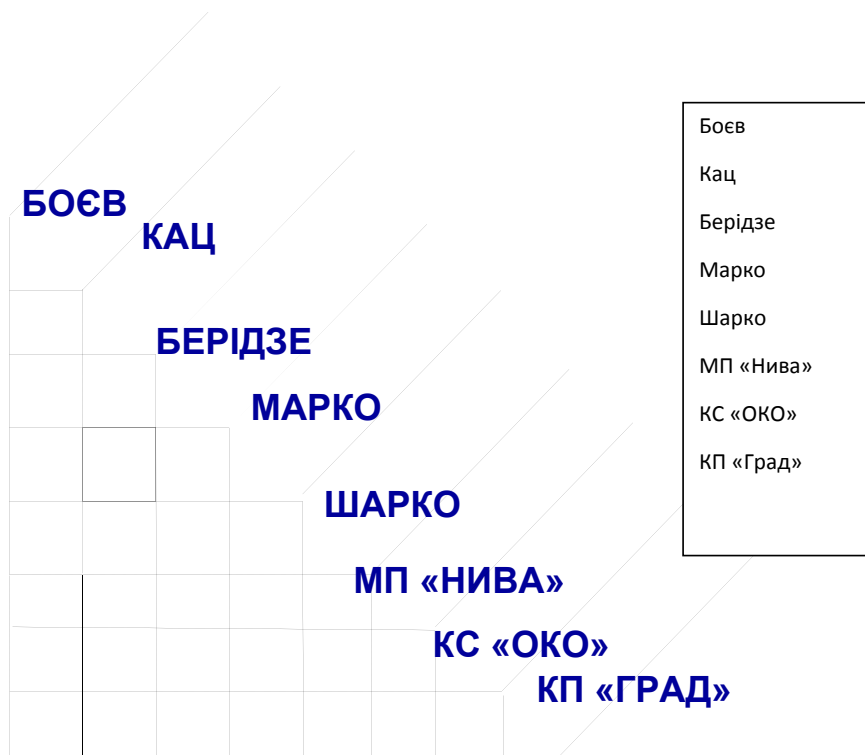 БОЄВ
КАЦ
БЕРІДЗЕ
МАРКО
ШАРКО
МП «НИВА»
КС «ОКО»
КП «ГРАД»
Боєв
Кац
Берідзе
Марко
Шарко
МП «Нива»
КС «ОКО»
КП «Град»